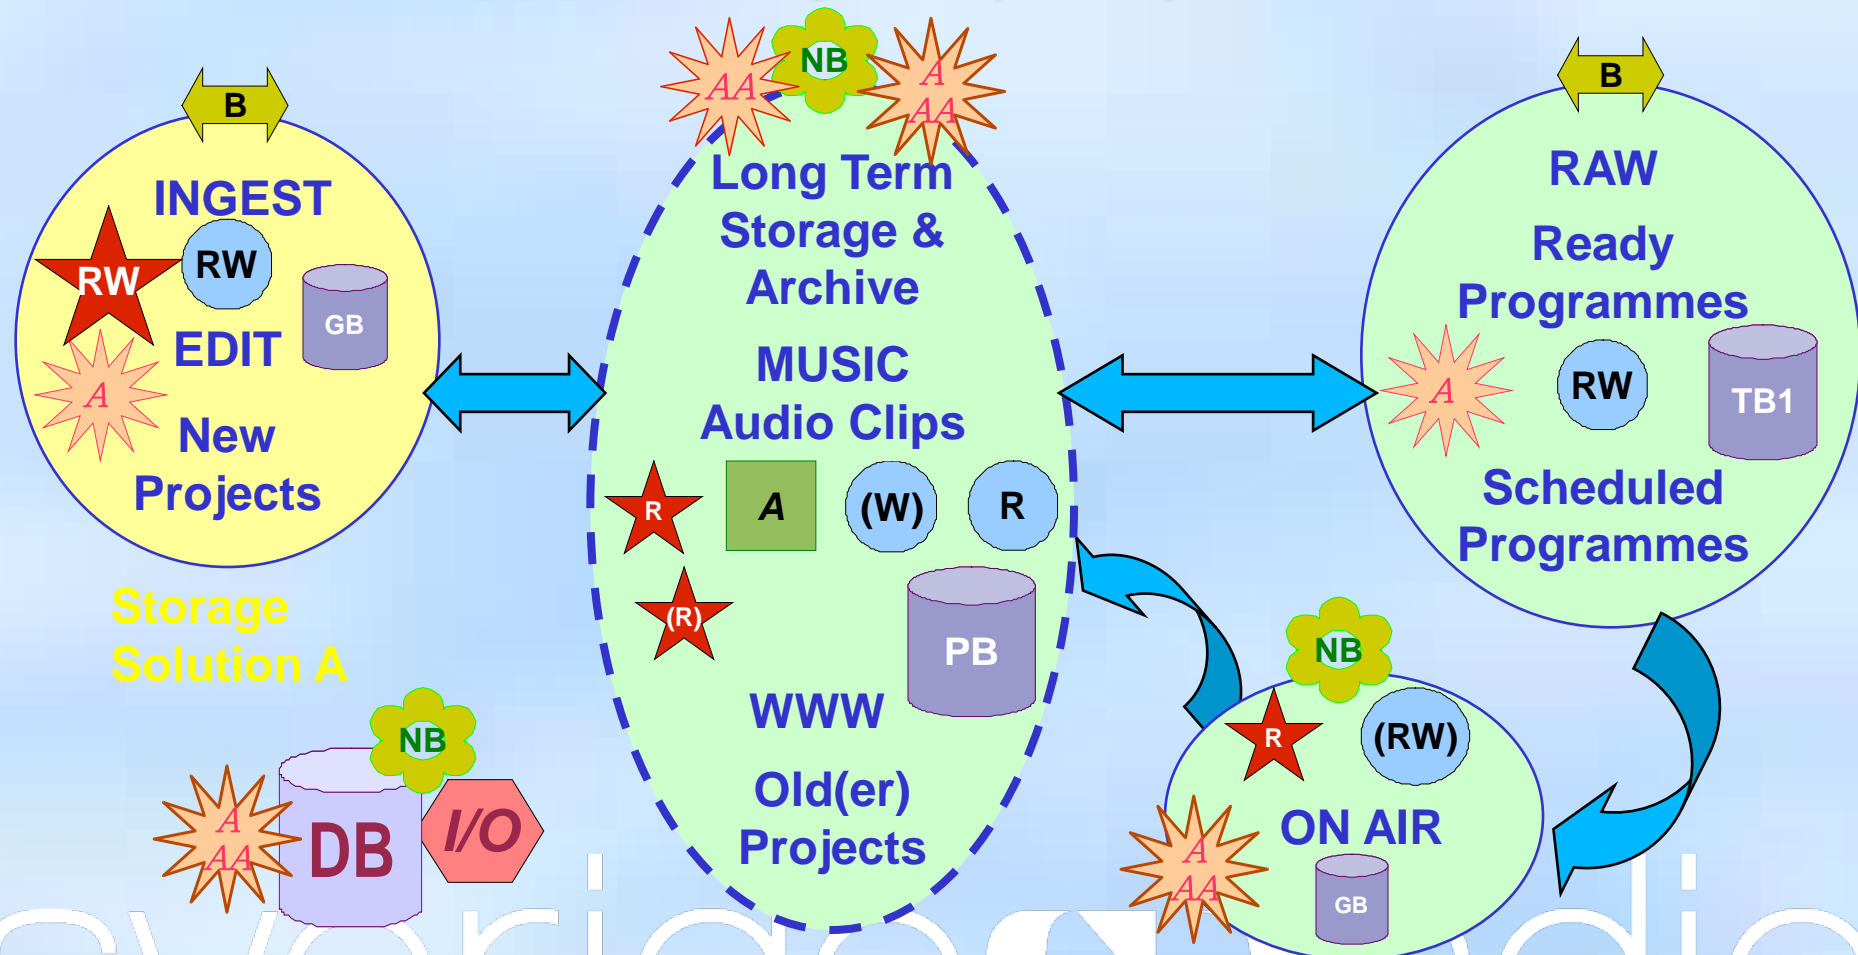 B
INGEST
RW
RW
GB
EDIT
A
New
Projects
Storage
Solution A
NB
A
AA
DB
I/O
AA
NB
A
AA
Long Term
Storage &
Archive
MUSIC
Audio Clips
R
A
(W)
R
(R)
PB
WWW
Old(er)
Projects
B
RAW
Ready
Programmes
A
RW
TB1
Scheduled
Programmes
NB
R
(RW)
ON AIR
A
AA
GB